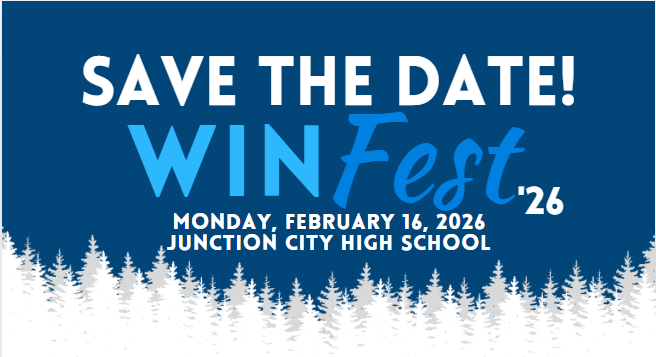 SAVE THE DATE!
WINFest '26
MONDAY, FEBRUARY 16, 2026
JUNCTION CITY HIGH SCHOOL